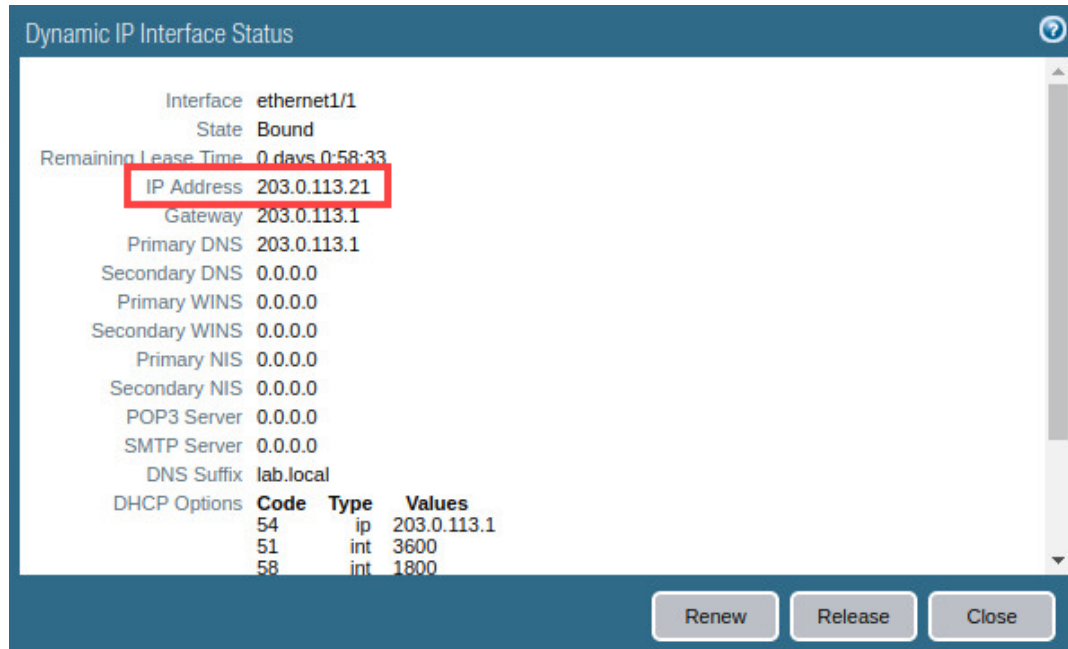 Dynamic IP Interface Status
Interface ethernet1/1
State Bound
Remaining Lease Time 0 days 0:58:33
IP Address 203.0.113.21
Gateway 203.0.113.1
Primary DNS 203.0.113.1
Secondary DNS 0.0.0.0
Primary WINS 0.0.0.0
Secondary WINS 0.0.0.0
Primary NIS 0.0.0.0
Secondary NIS 0.0.0.0
POP3 Server 0.0.0.0
SMTP Server 0.0.0.0
DNS Suffix lab.local
DHCP Options Code Type Values
54 ip 203.0.113.1
51 int 3600
58 int 1800
Renew Release Close